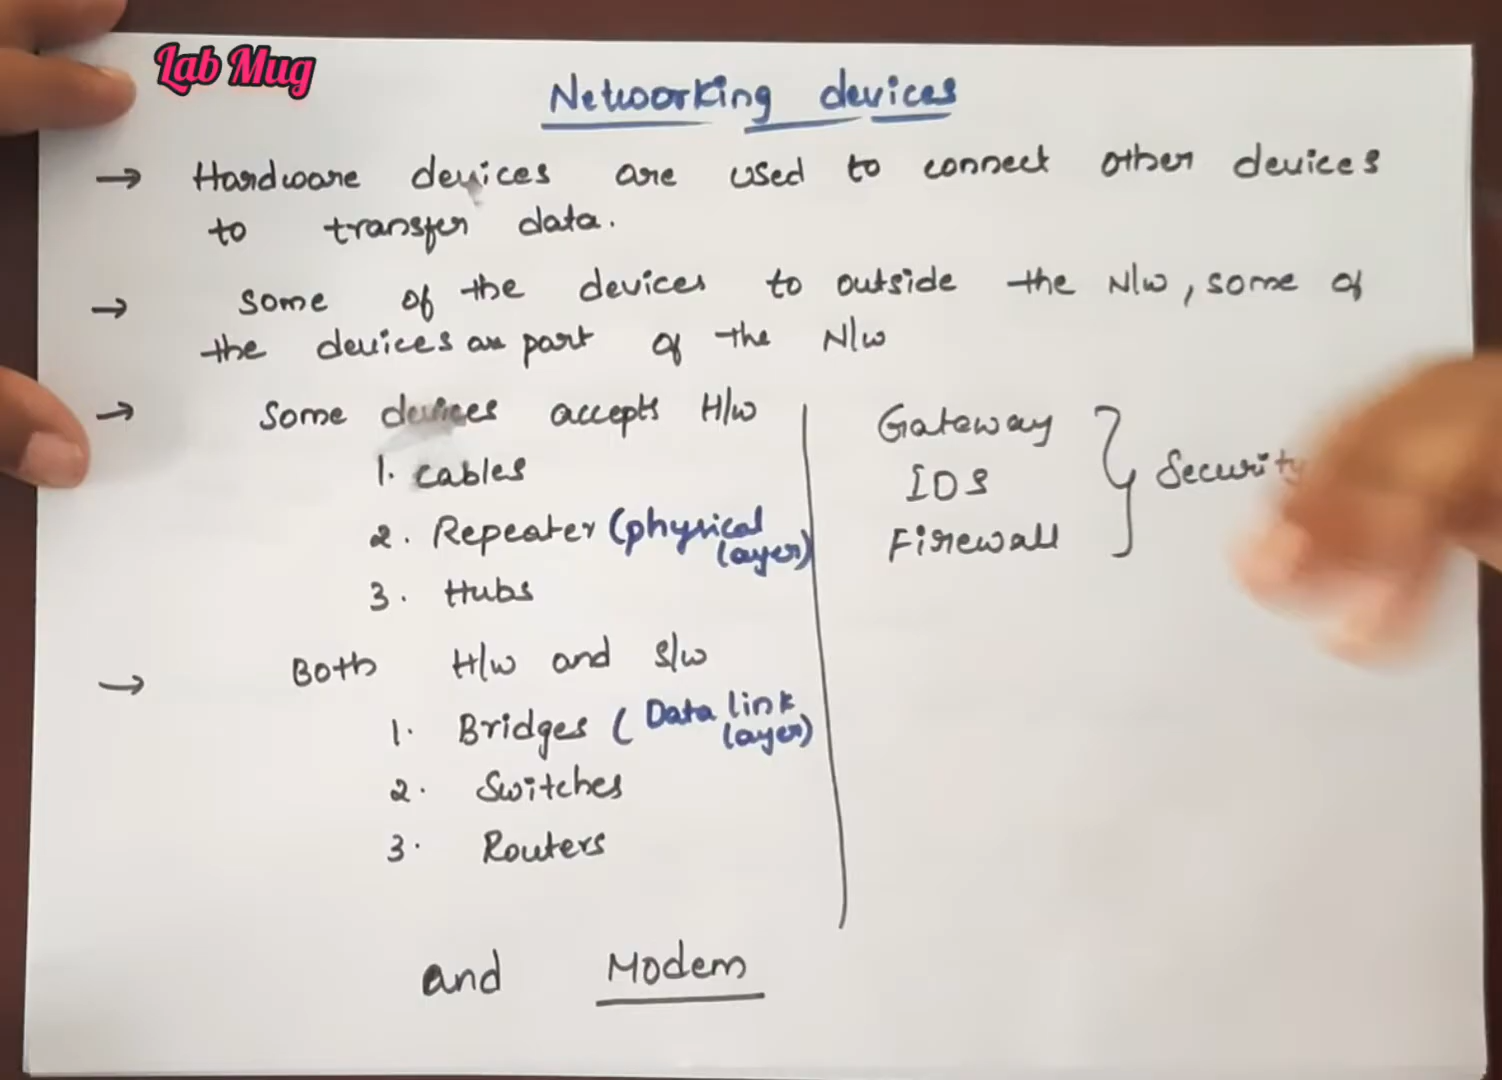 Lab Mug
Networking devices
→ Hardware devices are used to connect other devices
to transfer data.
→ Some of the devices to outside the N/w, some of
the devices are part of the N/w
→ Some devices accepts H/w
1. cables
2. Repeater (physical
layer)
3. Hubs
→ Both H/w and S/w
1. Bridges ( Data link
layer)
2. Switches
3. Routers
and Modem
Gateway
IDS
Firewall
} Security